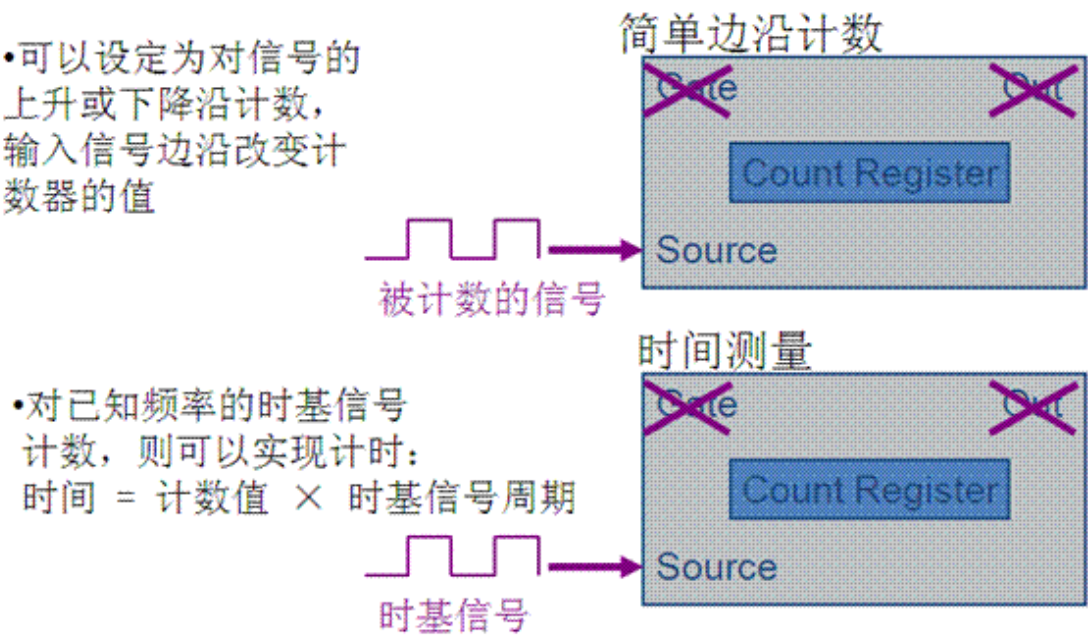 简单边沿计数
•可以设定为对信号的
上升或下降沿计数，
输入信号边沿改变计
数器的值
Gate
Out
Count Register
Source
被计数的信号
时间测量
•对已知频率的时基信号
计数，则可以实现计时：
时间 = 计数值 × 时基信号周期
Gate
Out
Count Register
Source
时基信号